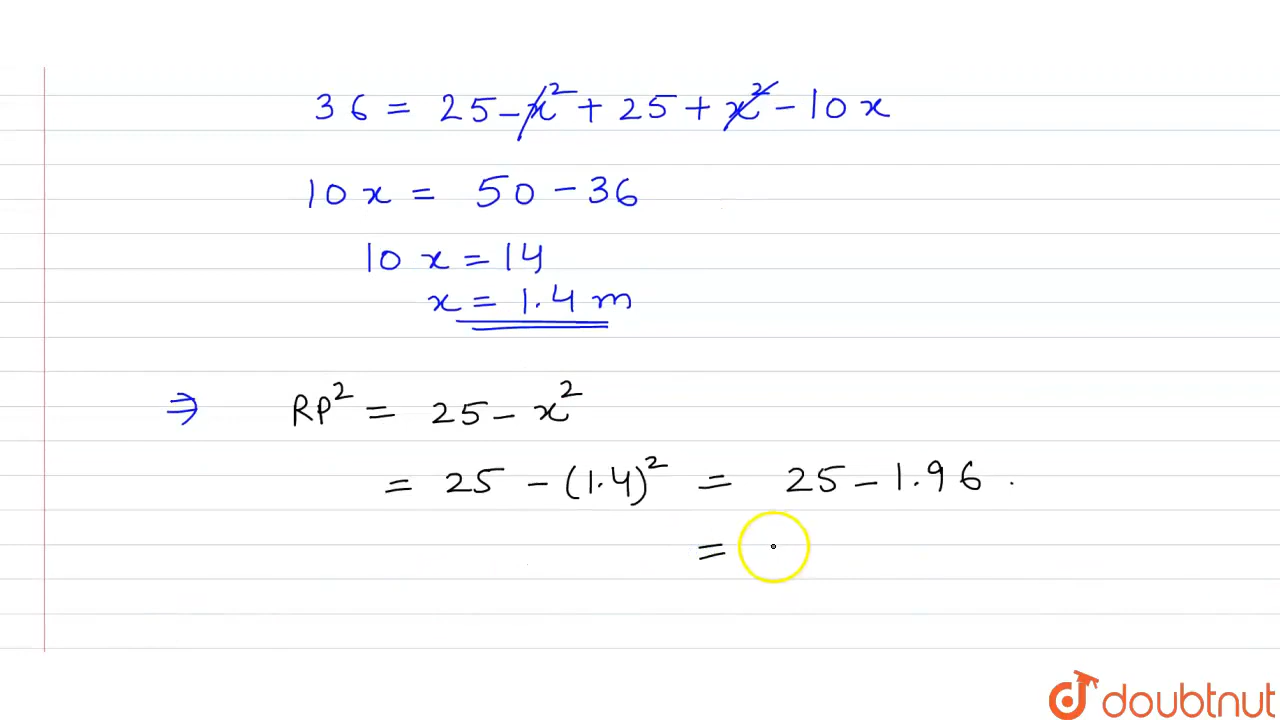 36 = 25 - x² + 25 + x² - 10x
10x = 50 - 36
10x = 14
x = 1.4 m
⇒ RP² = 25 - x²
= 25 - (1.4)² = 25 - 1.96 .
=
doubtnut